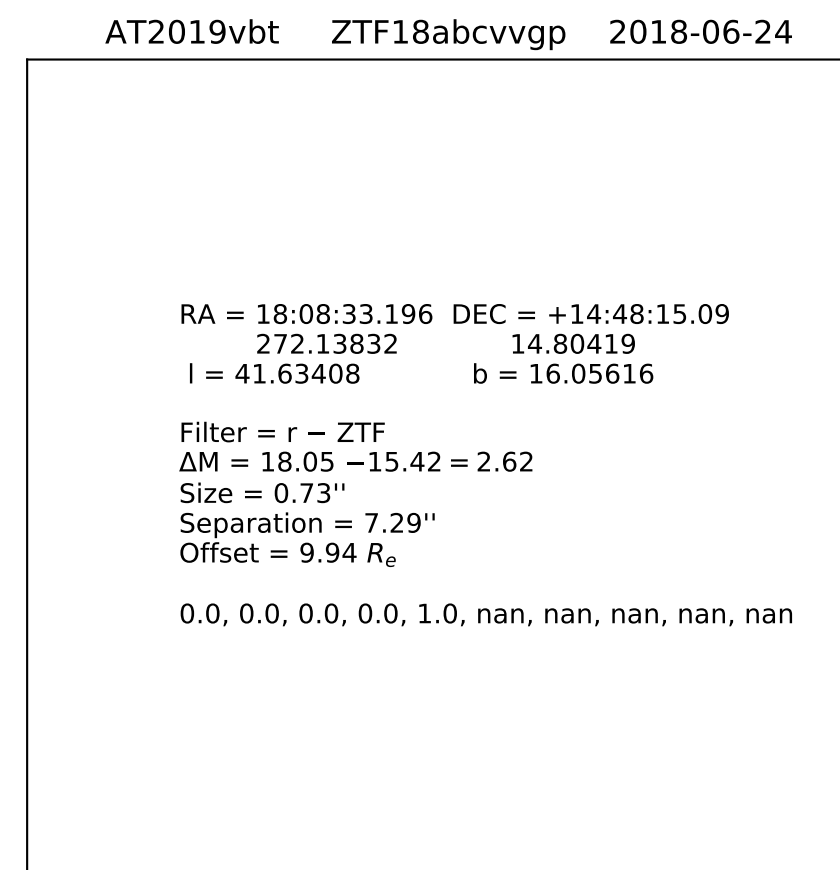 AT2019vbt ZTF18abcvvgp 2018-06-24
RA = 18:08:33.196 DEC = +14:48:15.09
272.13832 14.80419
l = 41.63408 b = 16.05616
Filter = r − ZTF
ΔM = 18.05 −15.42 = 2.62
Size = 0.73''
Separation = 7.29''
Offset = 9.94 Re
0.0, 0.0, 0.0, 0.0, 1.0, nan, nan, nan, nan, nan